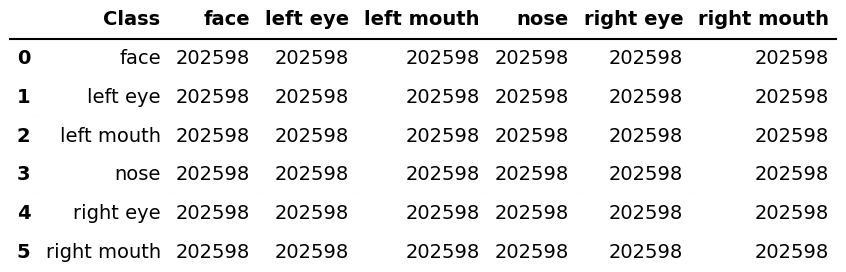 Class face left eye left mouth nose right eye right mouth
0 face 202598 202598 202598 202598 202598 202598
1 left eye 202598 202598 202598 202598 202598 202598
2 left mouth 202598 202598 202598 202598 202598 202598
3 nose 202598 202598 202598 202598 202598 202598
4 right eye 202598 202598 202598 202598 202598 202598
5 right mouth 202598 202598 202598 202598 202598 202598